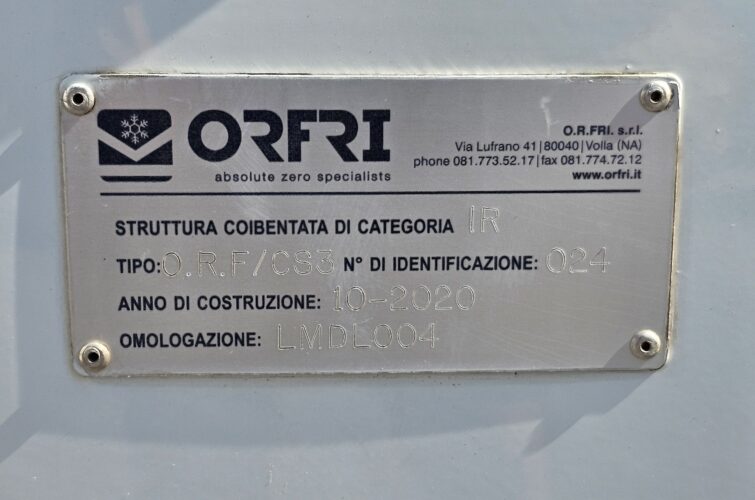 ORFRI
absolute zero specialists
O.R.FRI. s.r.l.
Via Lufrano 41|80040|Volla (NA)
phone 081.773.52.17|fax 081.774.72.12
www.orfri.it
STRUTTURA COIBENTATA DI CATEGORIA IR
TIPO: O.R.F/CS3 N° DI IDENTIFICAZIONE: 024
ANNO DI COSTRUZIONE: 10-2020
OMOLOGAZIONE: LMDL004